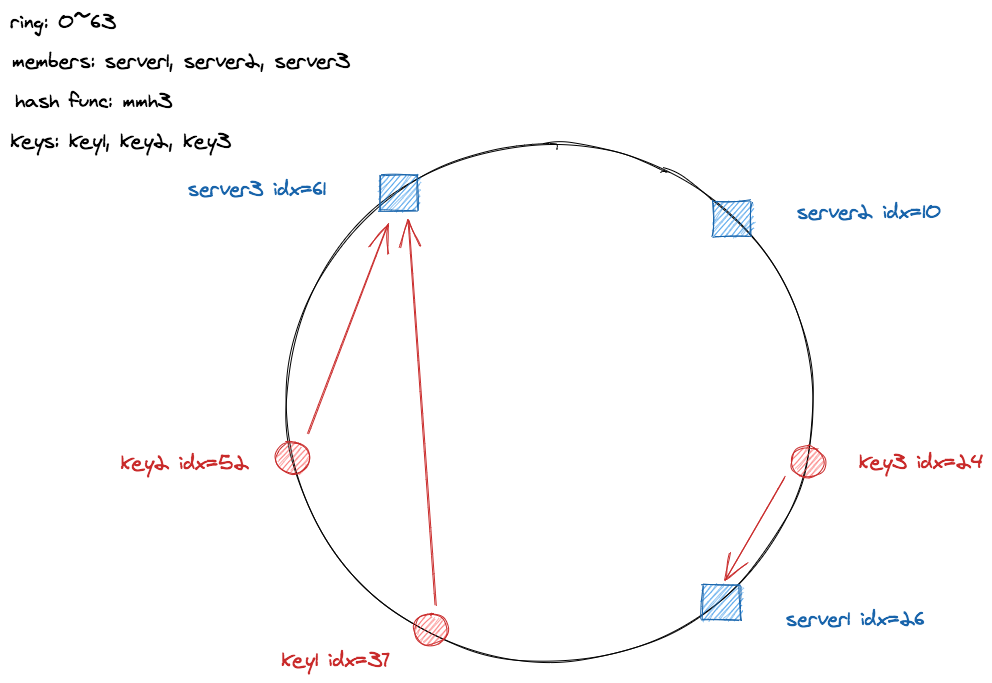 ring: 0~63
members: server1, server2, server3
hash func: mmh3
keys: key1, key2, key3
server3 idx=61
server2 idx=10
key2 idx=52
key3 idx=24
server1 idx=26
key1 idx=37